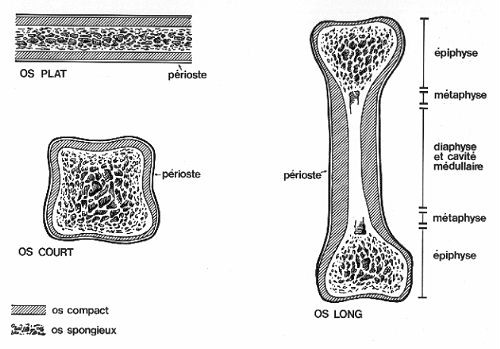 OS PLAT
périoste
périoste
OS COURT
os compact
os spongieux
périoste
épiphyse
métaphyse
diaphyse
et cavité
médullaire
métaphyse
épiphyse
OS LONG